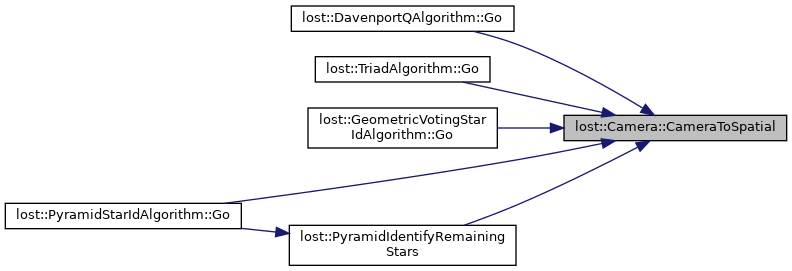 lost::DavenportQAlgorithm::Go
lost::TriadAlgorithm::Go
lost::GeometricVotingStar
IdAlgorithm::Go
lost::Camera::CameraToSpatial
lost::PyramidStarIdAlgorithm::Go
lost::PyramidIdentifyRemaining
Stars